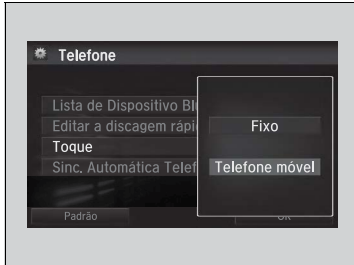 Telefone
Lista de Dispositivo Bl
Editar a discagem rápi
Fixo
Toque
Sinc. Automática Telef
Telefone móvel
Padrão